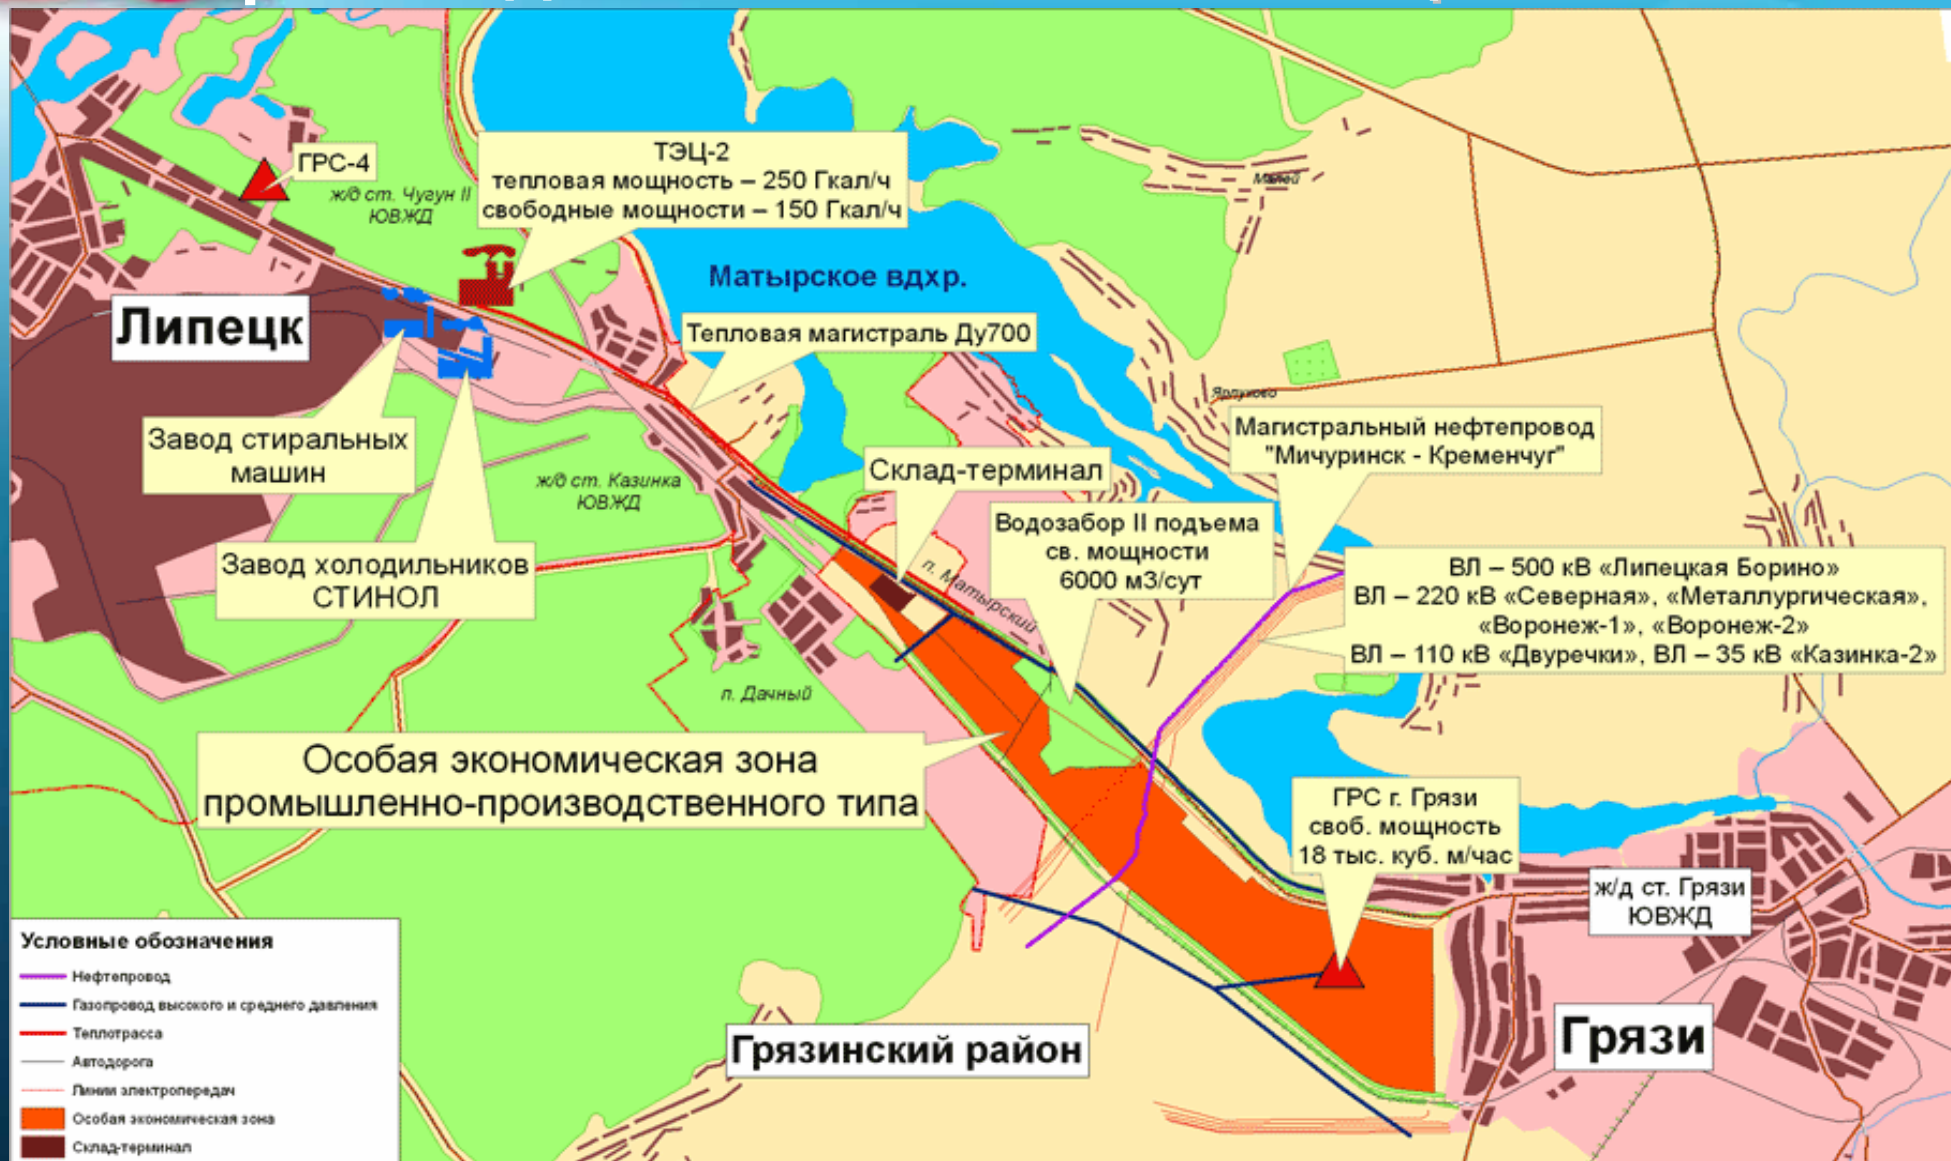 ГРС-4
ж/д ст. Чугун II
ЮВЖД
ТЭЦ-2
тепловая мощность – 250 Гкал/ч
свободные мощности – 150 Гкал/ч
Малей
Матырское вдхр.
Липецк
Тепловая магистраль Ду700
Ярлуково
Завод стиральных
машин
Магистральный нефтепровод
"Мичуринск - Кременчуг"
Склад-терминал
ж/д ст. Казинка
ЮВЖД
Водозабор II подъема
св. мощности
6000 м3/сут
Завод холодильников
СТИНОЛ
п. Матырский
ВЛ – 500 кВ «Липецкая Борино»
ВЛ – 220 кВ «Северная», «Металлургическая»,
«Воронеж-1», «Воронеж-2»
ВЛ – 110 кВ «Двуречки», ВЛ – 35 кВ «Казинка-2»
п. Дачный
Особая экономическая зона
промышленно-производственного типа
ГРС г. Грязи
своб. мощность
18 тыс. куб. м/час
ж/д ст. Грязи
ЮВЖД
Грязинский район
Грязи
Условные обозначения
Нефтепровод
Газопровод высокого и среднего давления
Теплотрасса
Автодорога
Линии электропередач
Особая экономическая зона
Склад-терминал